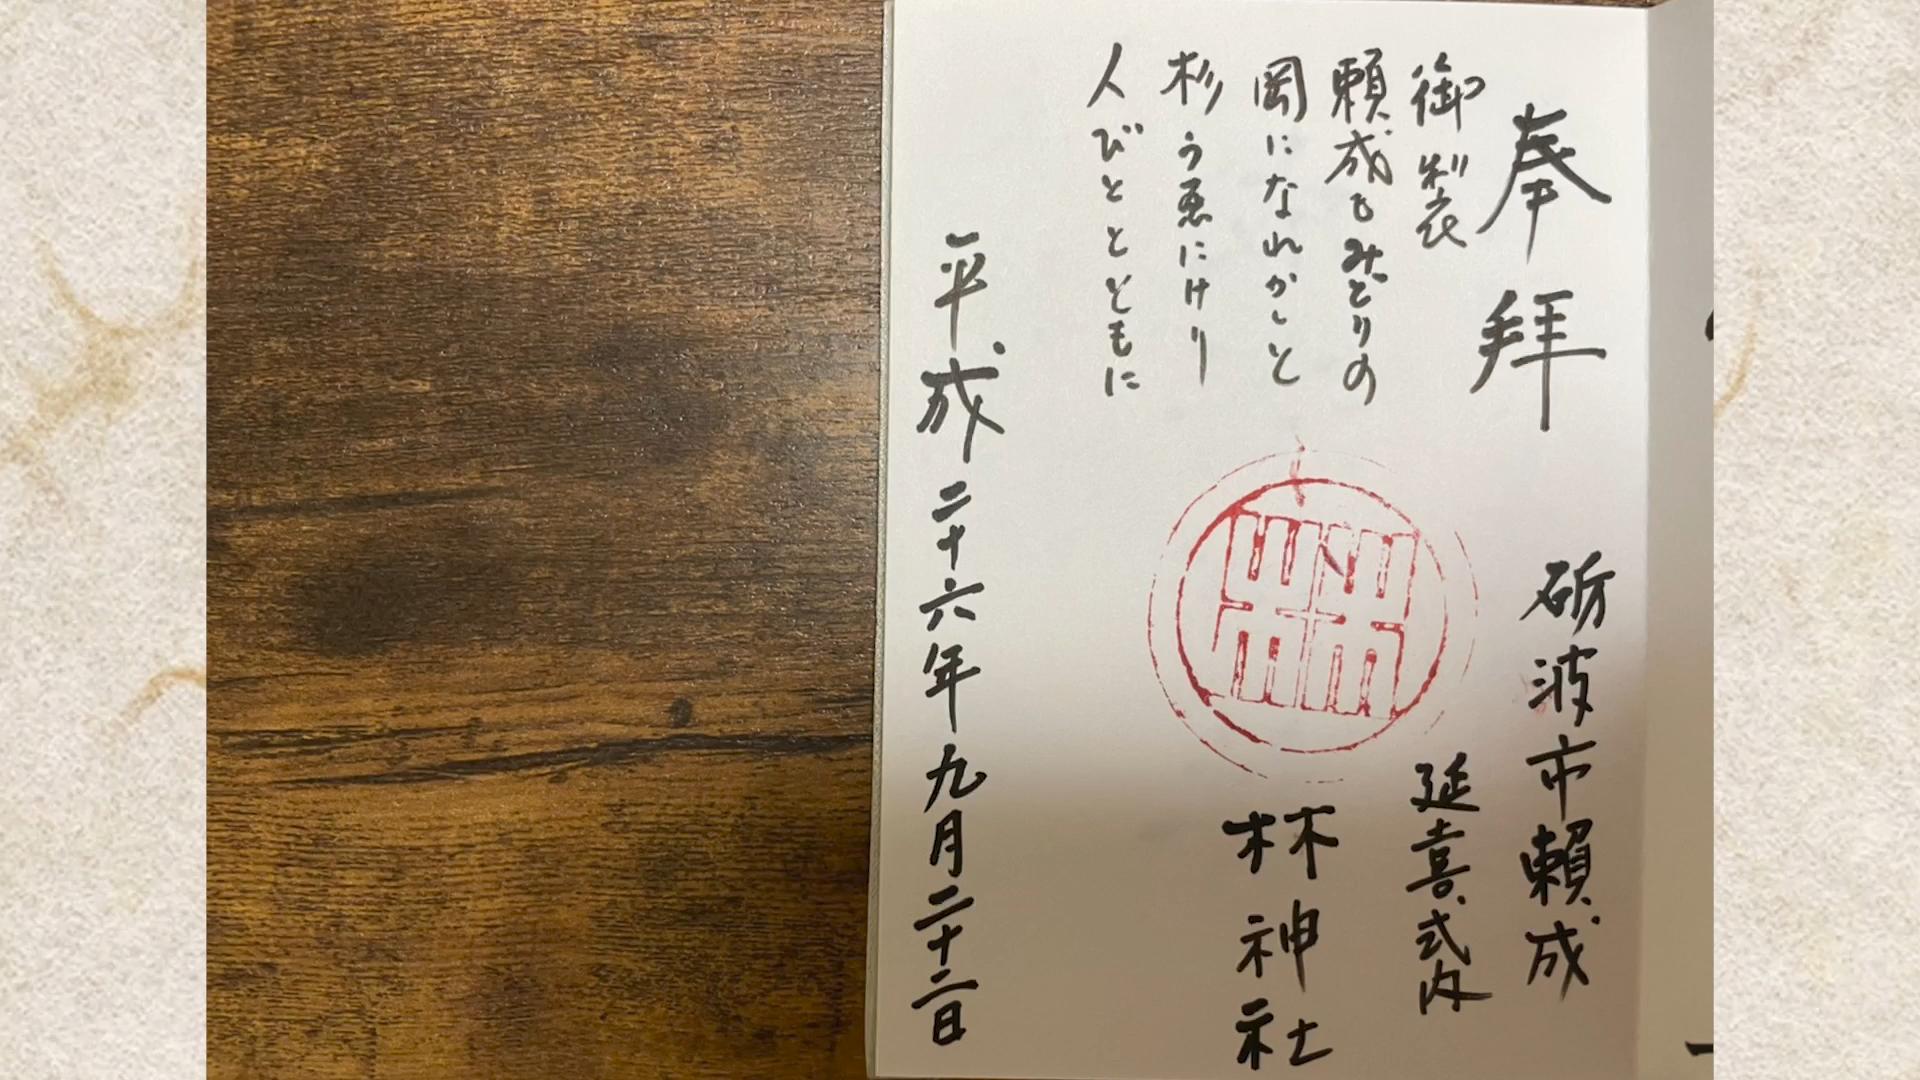 奉拝
砺波市頼成
御製
頼成もみどりの
岡になれかしと
杉う悪にけり
人びととともに
延喜式内
林神社
平成二十六年九月二十二日